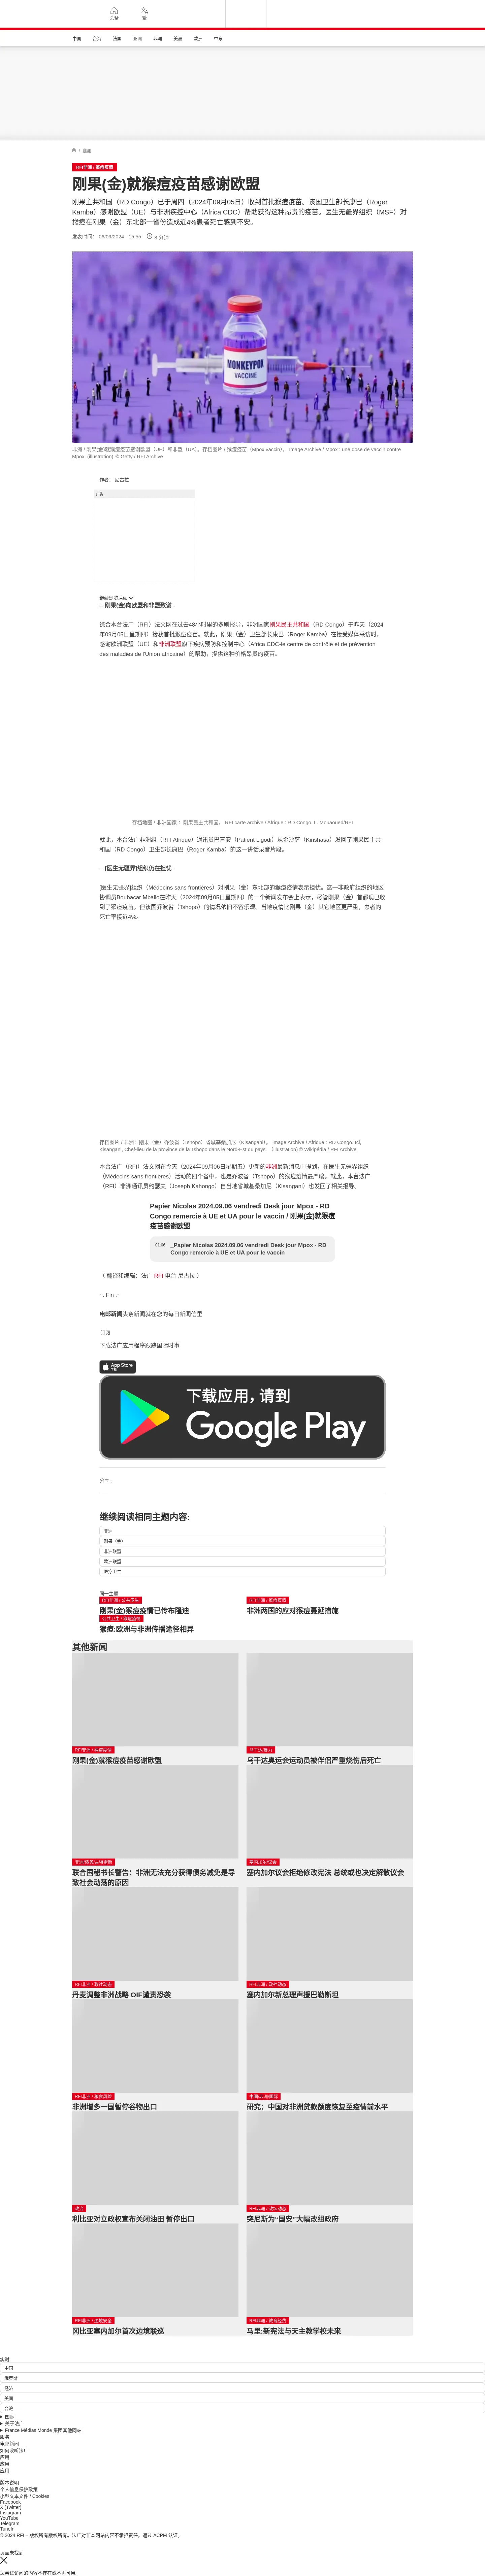 头条
繁
中国
台海
法国
亚洲
非洲
美洲
欧洲
中东
/ 非洲
RFI非洲 / 猴痘疫情
刚果(金)就猴痘疫苗感谢欧盟
刚果主共和国（RD Congo）已于周四（2024年09月05日）收到首批猴痘疫苗。该国卫生部长康巴（Roger
Kamba）感谢欧盟（UE）与非洲疾控中心（Africa CDC）帮助获得这种昂贵的疫苗。医生无疆界组织（MSF）对
猴痘在刚果（金）东北部一省份造成近4%患者死亡感到不安。
发表时间： 06/09/2024 - 15:55
6 分钟
MONKEYPOX
VACCINE
非洲 / 刚果(金)就猴痘疫苗感谢欧盟（UE）和非盟（UA）。存档图片 / 猴痘疫苗（Mpox vaccin）。 Image Archive / Mpox : une dose de vaccin contre
Mpox. (illustration) © Getty / RFI Archive
作者： 尼古拉
广告
继续浏览后续
-- 刚果(金)向欧盟和非盟致谢 -
综合本台法广（RFI）法文网在过去48小时里的多则报导，非洲国家刚果民主共和国（RD Congo）于昨天（2024
年09月05日星期四）接获首批猴痘疫苗。就此，刚果（金）卫生部长康巴（Roger Kamba）在接受媒体采访时，
感谢欧洲联盟（UE）和非洲联盟旗下疾病预防和控制中心（Africa CDC-le centre de contrôle et de prévention
des maladies de l'Union africaine）的帮助，提供这种价格昂贵的疫苗。
存档地图 / 非洲国家 ： 刚果民主共和国。 RFI carte archive / Afrique : RD Congo L. Mouaoued/RFI
就此，本台法广非洲组（RFI Afrique）通讯员巴塞安（Patient Ligodi）从金沙萨（Kinshasa）发回了刚果民主共
和国（RD Congo）卫生部长康巴（Roger Kamba）的这一讲话录音片段。
-- [医生无疆界]组织仍在担忧 -
[医生无疆界]组织（Médecins sans frontières）对刚果（金）东北部的猴痘疫情表示担忧。这一非政府组织的地区
协调员Boubacar Mballo在昨天（2024年09月05日星期四）的一个新闻发布会上表示，尽管刚果（金）首都现已收
到了猴痘疫苗，但该国乔波省（Tshopo）的情况依旧不容乐观。当地疫情比刚果（金）其它地区更严重，患者的
死亡率接近4%。
存档图片 / 非洲：刚果（金）乔波省（Tshopo）省城基桑加尼（Kisangani）。 Image Archive / Afrique : RD Congo. Ici,
Kisangani, Chef-lieu de la province de la Tshopo dans le Nord-Est du pays. （illustration) © Wikipédia / RFI Archive
本台法广（RFI）法文网在今天（2024年09月06日星期五）更新的非洲最新消息中提到，在医生无疆界组织
（Médecins sans frontières）活动的四个省中，也是乔波省（Tshopo）的猴痘疫情最严峻。就此，本台法广
（RFI）非洲通讯员约瑟夫（Joseph Kahongo）自当地省城基桑加尼（Kisangani）也发回了相关报导。
Papier Nicolas 2024.09.06 vendredi Desk jour Mpox - RD
Congo remercie à UE et UA pour le vaccin / 刚果(金)就猴痘
疫苗感谢欧盟
01:06
_Papier Nicolas 2024.09.06 vendredi Desk jour Mpox - RD
Congo remercie à UE et UA pour le vaccin
（ 翻译和编辑：法广 RFI 电台 尼古拉 ）
~. Fin .~
电邮新闻头条新闻就在您的每日新闻信里
订阅
下载法广应用程序跟踪国际时事
App Store
下载
下载应用，请到
Google Play
分享 :
继续阅读相同主题内容:
非洲
刚果（金）
非洲联盟
欧洲联盟
医疗卫生
同一主题
RFI非洲 / 公共卫生
刚果(金)猴痘疫情已传布隆迪
RFI非洲 / 猴痘疫情
非洲两国的应对猴痘蔓延措施
公共卫生 / 猴痘疫情
猴痘:欧洲与非洲传播途径相异
其他新闻
RFI非洲 / 猴痘疫情
刚果(金)就猴痘疫苗感谢欧盟
乌干达/暴力
乌干达奥运会运动员被伴侣严重烧伤后死亡
非洲/债务/古特雷斯
联合国秘书长警告：非洲无法充分获得债务减免是导
致社会动荡的原因
塞内加尔/议会
塞内加尔议会拒绝修改宪法 总统或也决定解散议会
RFI非洲 / 政社动态
丹麦调整非洲战略 OIF谴责恐袭
RFI非洲 / 政社动态
塞内加尔新总理声援巴勒斯坦
RFI非洲 / 粮食风险
非洲增多一国暂停谷物出口
中国/非洲/国际
研究：中国对非洲贷款额度恢复至疫情前水平
政治
利比亚对立政权宣布关闭油田 暂停出口
RFI非洲 / 政坛动态
突尼斯为"国安"大幅改组政府
RFI非洲 / 边境安全
冈比亚塞内加尔首次边境联巡
RFI非洲 / 教育经费
马里:新宪法与天主教学校未来
实时
中国
俄罗斯
经济
美国
台湾
国际
关于法广
France Médias Monde 集团其他网站
服务
电邮新闻
如何收听法广
应用
应用
应用
版本说明
个人信息保护政策
小型文本文件 / Cookies
Facebook
X (Twitter)
Instagram
YouTube
Telegram
TuneIn
© 2024 RFI – 版权所有版权所有。法广对非本网站内容不承担责任。通过 ACPM 认证。
页面未找到
您尝试访问的内容不存在或不再可用。